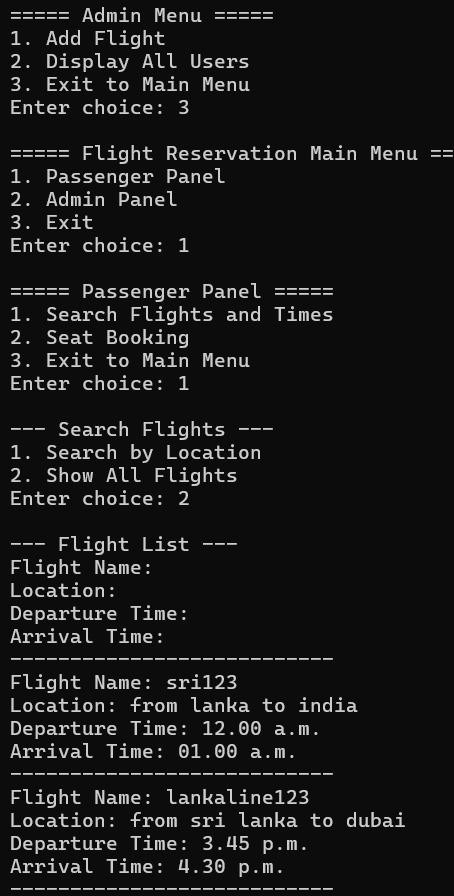 ===== Admin Menu =====
1. Add Flight
2. Display All Users
3. Exit to Main Menu
Enter choice: 3
===== Flight Reservation Main Menu ==
1. Passenger Panel
2. Admin Panel
3. Exit
Enter choice: 1
===== Passenger Panel =====
1. Search Flights and Times
2. Seat Booking
3. Exit to Main Menu
Enter choice: 1
--- Search Flights ---
1. Search by Location
2. Show All Flights
Enter choice: 2
--- Flight List ---
Flight Name:
Location:
Departure Time:
Arrival Time:
---------------------------
Flight Name: sri123
Location: from lanka to india
Departure Time: 12.00 a.m.
Arrival Time: 01.00 a.m.
---------------------------
Flight Name: lankaline123
Location: from sri lanka to dubai
Departure Time: 3.45 p.m.
Arrival Time: 4.30 p.m.
---------------------------